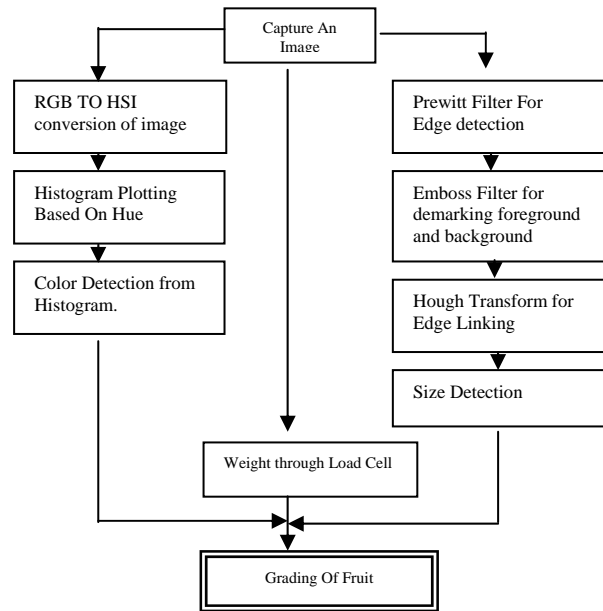 Capture An
Image
RGB TO HSI
conversion of image
Histogram Plotting
Based On Hue
Color Detection from
Histogram.
Prewitt Filter For
Edge detection
Emboss Filter for
demarking foreground
and background
Hough Transform for
Edge Linking
Size Detection
Weight through Load Cell
Grading Of Fruit